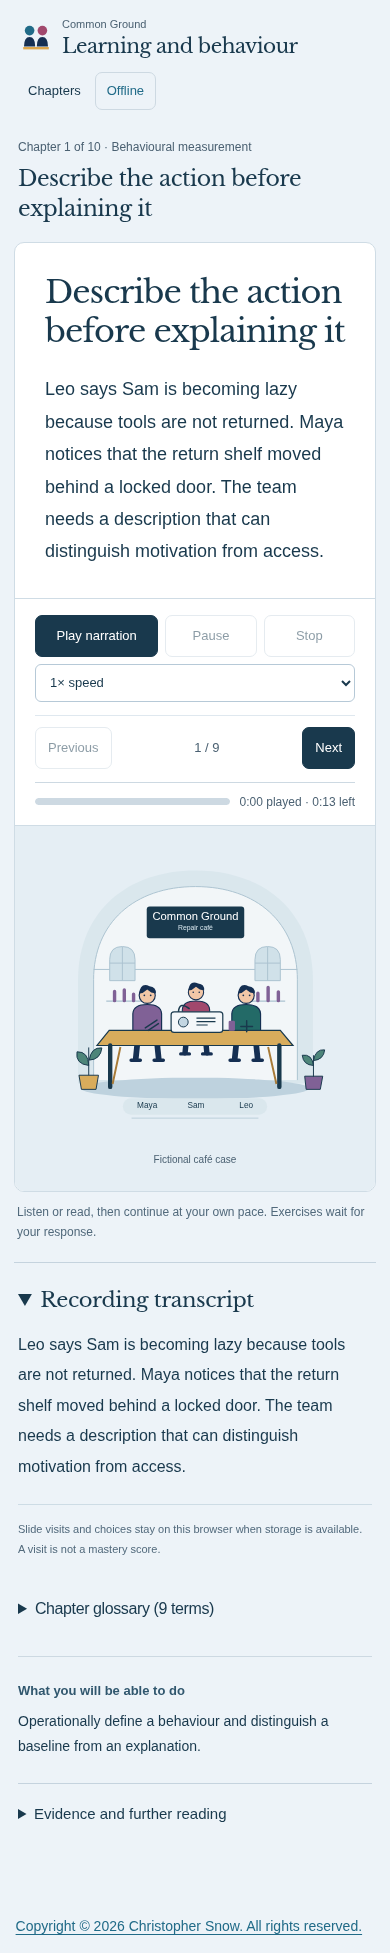 Common Ground
Learning and behaviour
Chapters
Offline
Chapter 1 of 10 · Behavioural measurement
Describe the action before
explaining it
Describe the action
before explaining it
Leo says Sam is becoming lazy
because tools are not returned. Maya
notices that the return shelf moved
behind a locked door. The team
needs a description that can
distinguish motivation from access.
Play narration
Pause
Stop
1× speed
Previous
1 / 9
Next
0:00 played · 0:13 left
Common Ground
Repair café
Maya
Sam
Leo
Fictional café case
Listen or read, then continue at your own pace. Exercises wait for
your response.
Recording transcript
Leo says Sam is becoming lazy because tools
are not returned. Maya notices that the return
shelf moved behind a locked door. The team
needs a description that can distinguish
motivation from access.
Slide visits and choices stay on this browser when storage is available.
A visit is not a mastery score.
Chapter glossary (9 terms)
What you will be able to do
Operationally define a behaviour and distinguish a
baseline from an explanation.
Evidence and further reading
Copyright © 2026 Christopher Snow. All rights reserved.